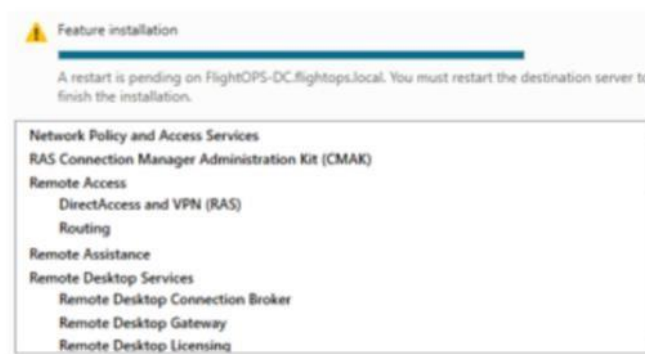 Feature installation
A restart is pending on FlightOPS-DC.flightops.local. You must restart the destination server to
finish the installation.
Network Policy and Access Services
RAS Connection Manager Administration Kit (CMAK)
Remote Access
DirectAccess and VPN (RAS)
Routing
Remote Assistance
Remote Desktop Services
Remote Desktop Connection Broker
Remote Desktop Gateway
Remote Desktop Licensing